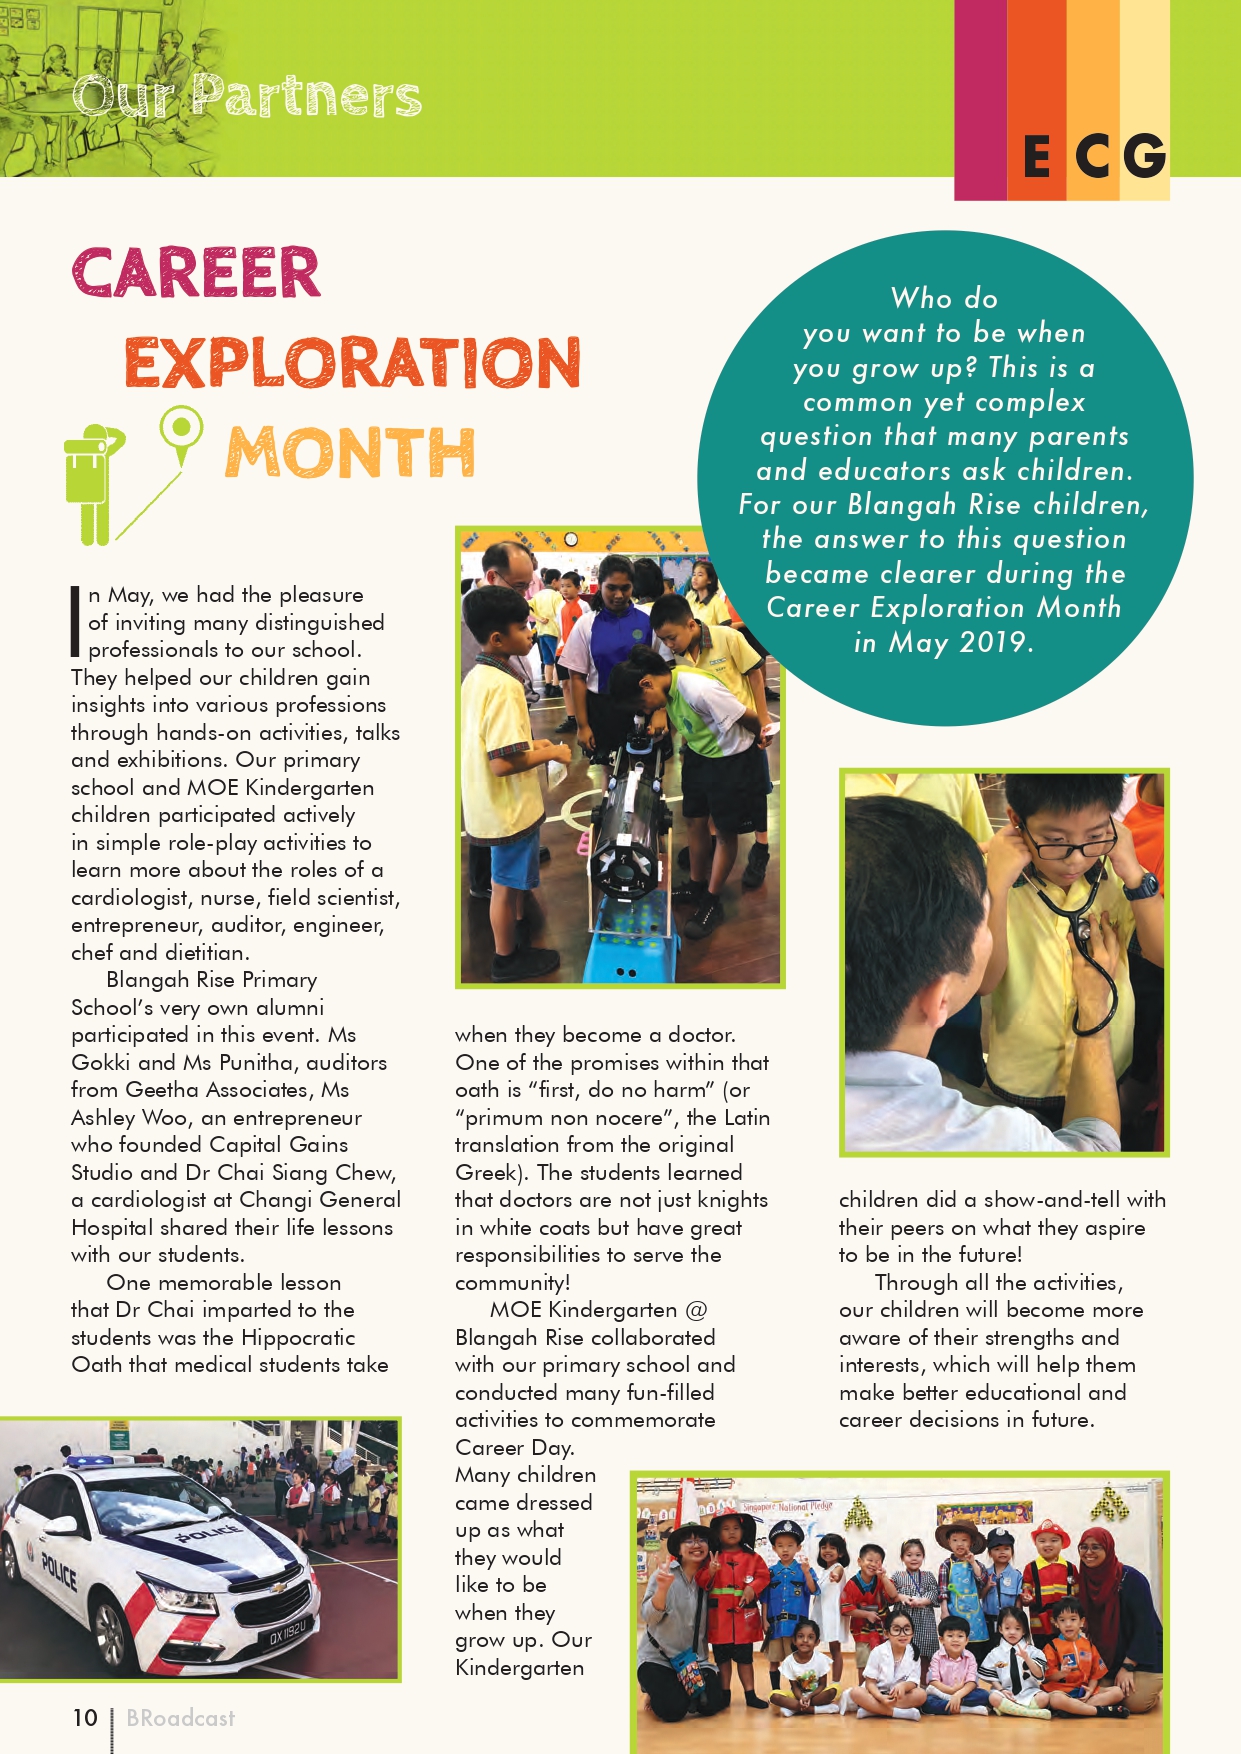 Our Partners
E C G
CAREER
EXPLORATION
MONTH
Who do
you want to be when
you grow up? This is a
common yet complex
question that many parents
and educators ask children.
For our Blangah Rise children,
the answer to this question
became clearer during the
Career Exploration Month
in May 2019.
In May, we had the pleasure
of inviting many distinguished
professionals to our school.
They helped our children gain
insights into various professions
through hands-on activities, talks
and exhibitions. Our primary
school and MOE Kindergarten
children participated actively
in simple role-play activities to
learn more about the roles of a
cardiologist, nurse, field scientist,
entrepreneur, auditor, engineer,
chef and dietitian.
Blangah Rise Primary
School's very own alumni
participated in this event. Ms
Gokki and Ms Punitha, auditors
from Geetha Associates, Ms
Ashley Woo, an entrepreneur
who founded Capital Gains
Studio and Dr Chai Siang Chew,
a cardiologist at Changi General
Hospital shared their life lessons
with our students.
One memorable lesson
that Dr Chai imparted to the
students was the Hippocratic
Oath that medical students take
when they become a doctor.
One of the promises within that
oath is “first, do no harm” (or
“primum non nocere”, the Latin
translation from the original
Greek). The students learned
that doctors are not just knights
in white coats but have great
responsibilities to serve the
community!
MOE Kindergarten @
Blangah Rise collaborated
with our primary school and
conducted many fun-filled
activities to commemorate
Career Day.
Many children
came dressed
up as what
they would
like to be
when they
grow up. Our
Kindergarten
children did a show-and-tell with
their peers on what they aspire
to be in the future!
Through all the activities,
our children will become more
aware of their strengths and
interests, which will help them
make better educational and
career decisions in future.
POLICE
POLICE
QX1192U
Singapore National Pledge
10
BRoadcast